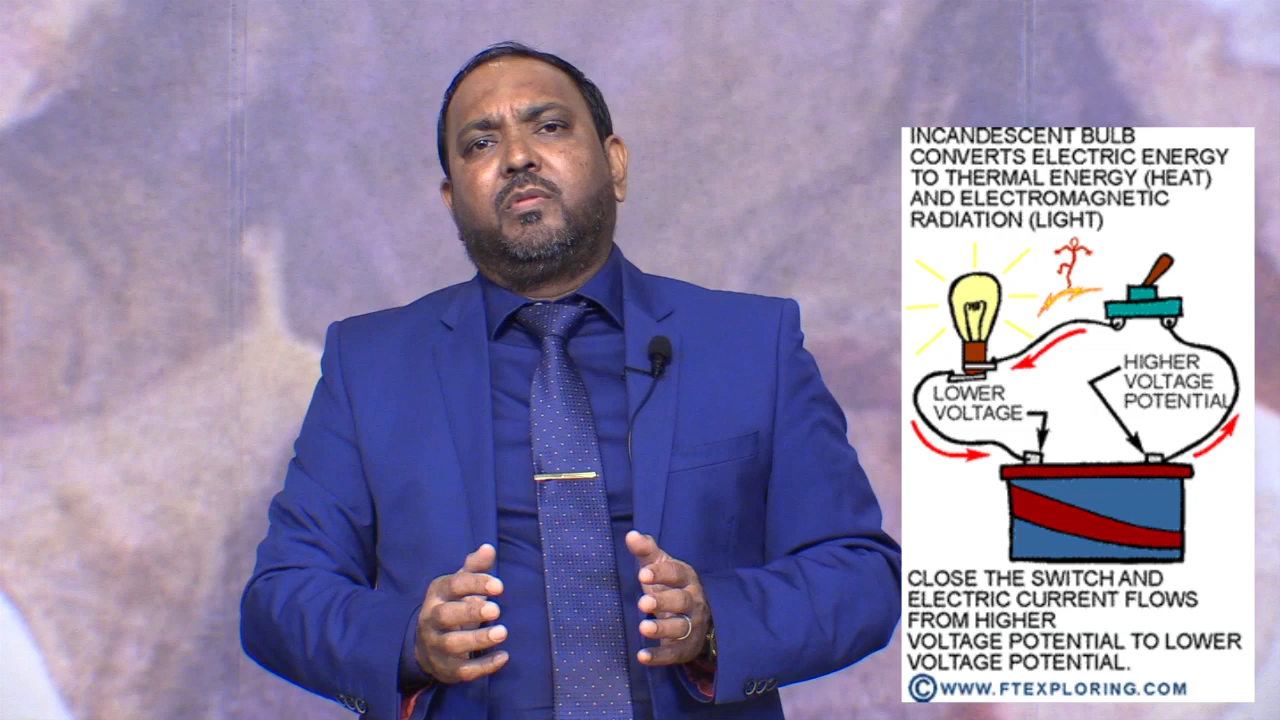 INCANDESCENT BULB
CONVERTS ELECTRIC ENERGY
TO THERMAL ENERGY (HEAT)
AND ELECTROMAGNETIC
RADIATION (LIGHT)
HIGHER
VOLTAGE
POTENTIAL
LOWER
VOLTAGE
CLOSE THE SWITCH AND
ELECTRIC CURRENT FLOWS
FROM HIGHER
VOLTAGE POTENTIAL TO LOWER
VOLTAGE POTENTIAL.
©WWW.FTEXPLORING.COM